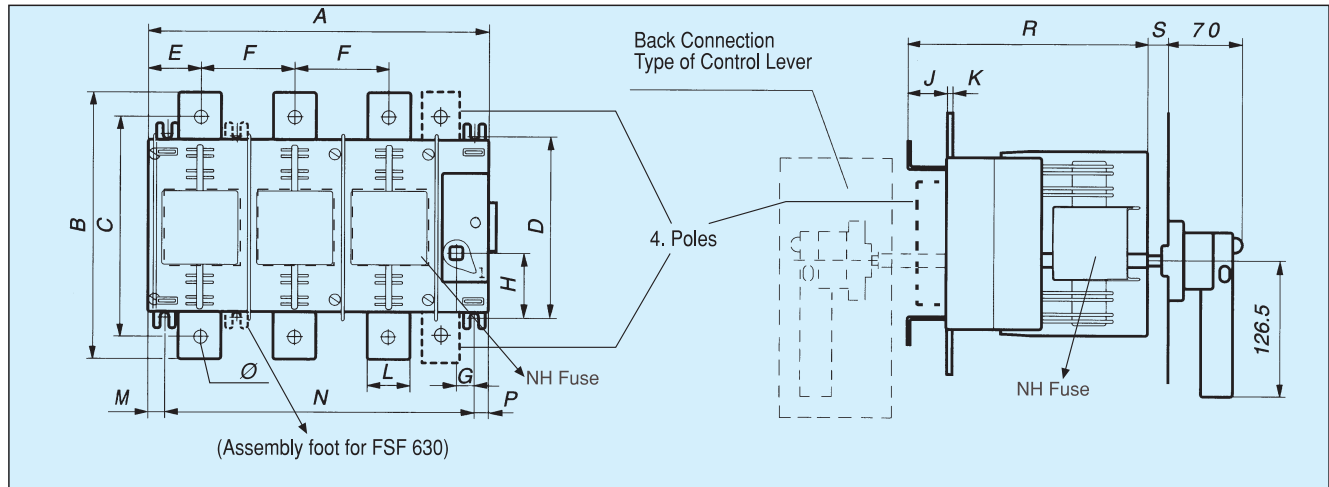 A
E
F
F
B
C
D
H
1
Ø
L
G
M
N
P
NH Fuse
(Assembly foot for FSF 630)
4. Poles
Back Connection
Type of Control Lever
R
S
70
J
K
126.5
NH Fuse